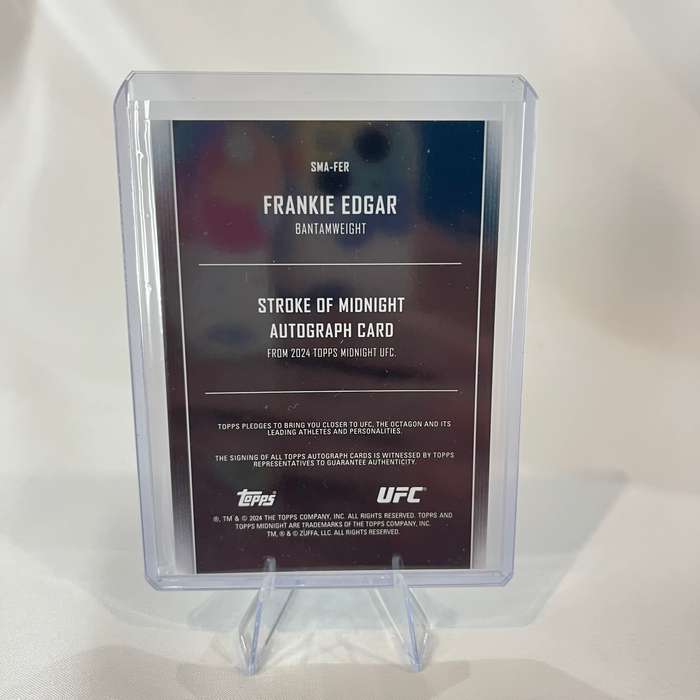 SMA-FER
FRANKIE EDGAR
BANTAMWEIGHT
STROKE OF MIDNIGHT
AUTOGRAPH CARD
FROM 2024 TOPPS MIDNIGHT UFC.
TOPPS PLEDGES TO BRING YOU CLOSER TO UFC, THE OCTAGON AND ITS
LEADING ATHLETES AND PERSONALITIES.
THE SIGNING OF ALL TOPPS AUTOGRAPH CARDS IS WITNESSED BY TOPPS
REPRESENTATIVES TO GUARANTEE AUTHENTICITY.
topps UFC
®, TM & © 2024 THE TOPPS COMPANY, INC. ALL RIGHTS RESERVED. TOPPS AND
TOPPS MIDNIGHT ARE TRADEMARKS OF THE TOPPS COMPANY, INC.
TM, ® & © ZUFFA, LLC. ALL RIGHTS RESERVED.